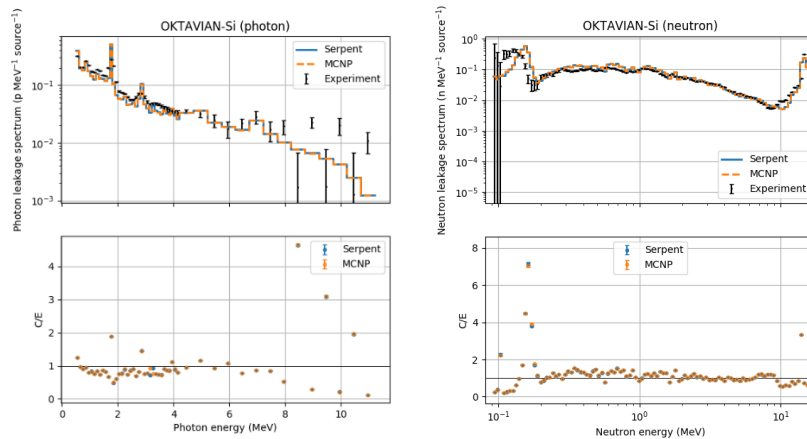 OKTAVIAN-Si (photon)
Photon leakage spectrum (p MeV⁻¹ source⁻¹)
10⁻¹
10⁻²
10⁻³
Serpent
MCNP
Experiment
C/E
4
3
2
1
0
Serpent
MCNP
0 2 4 6 8 10
Photon energy (MeV)
OKTAVIAN-Si (neutron)
Neutron leakage spectrum (n MeV⁻¹ source⁻¹)
10⁰
10⁻¹
10⁻²
10⁻³
10⁻⁴
10⁻⁵
Serpent
MCNP
Experiment
C/E
8
6
4
2
0
Serpent
MCNP
10⁻¹ 10⁰ 10¹
Neutron energy (MeV)